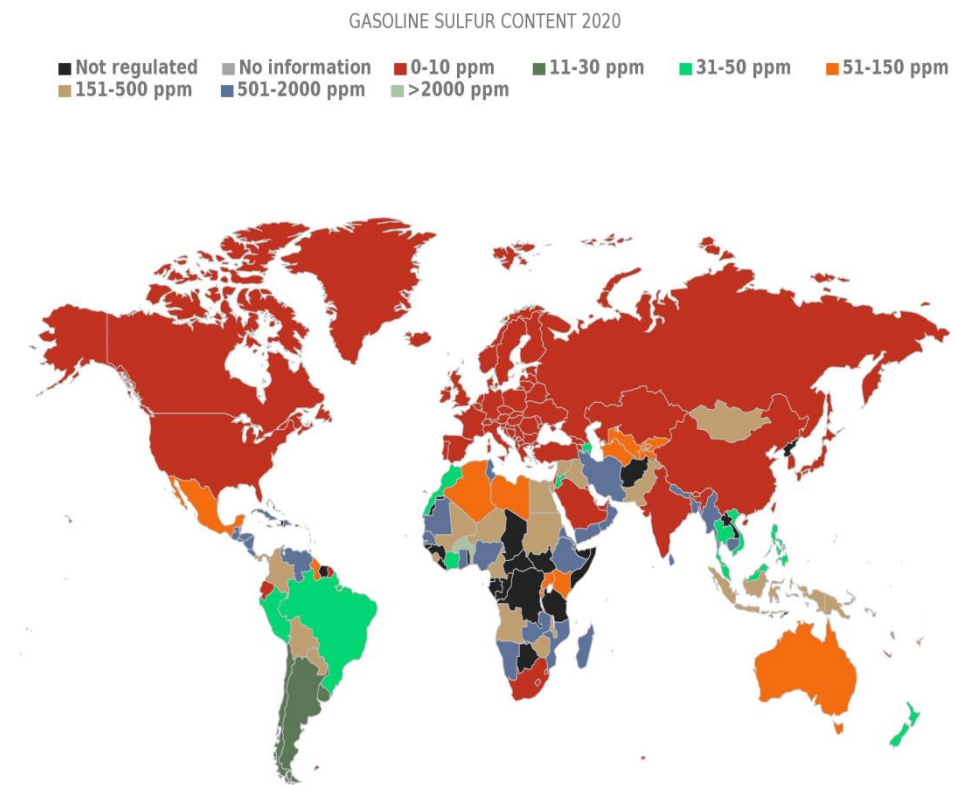 GASOLINE SULFUR CONTENT 2020
Not regulated No information 0-10 ppm 11-30 ppm 31-50 ppm 51-150 ppm
151-500 ppm 501-2000 ppm >2000 ppm